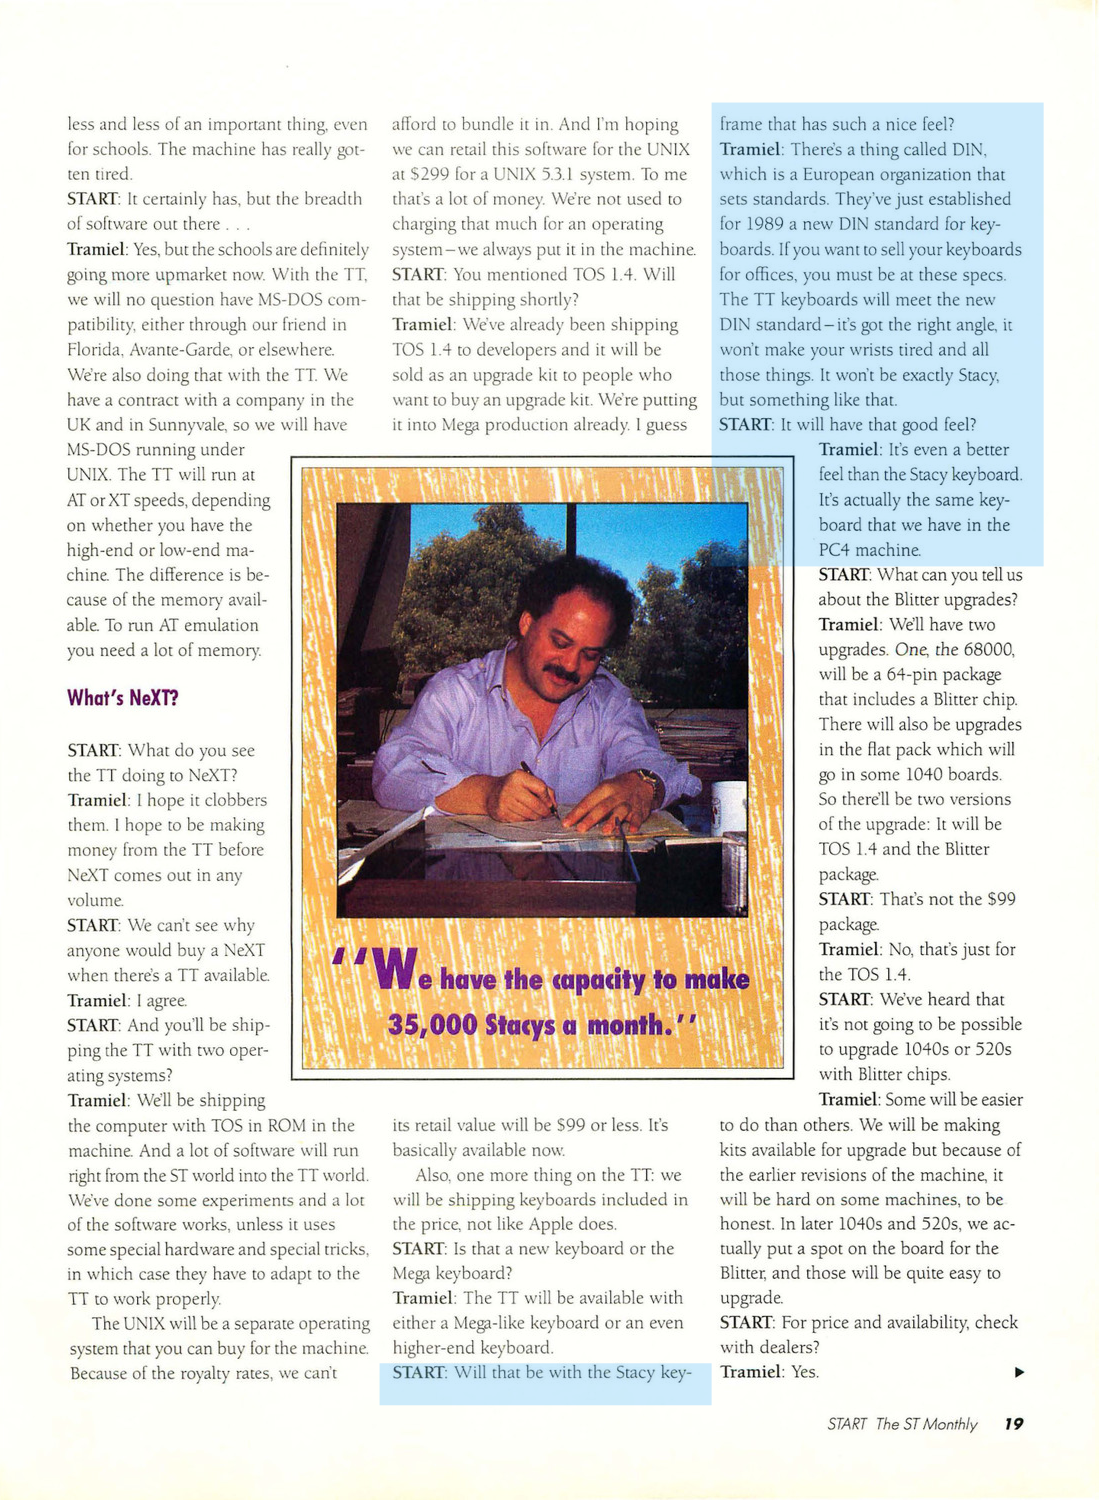 less and less of an important thing, even
for schools. The machine has really got-
ten tired.
START: It certainly has, but the breadth
of software out there . . .
Tramiel: Yes, but the schools are definitely
going more upmarket now. With the TT,
we will no question have MS-DOS com-
patibility, either through our friend in
Florida, Avante-Garde, or elsewhere.
We're also doing that with the TT. We
have a contract with a company in the
UK and in Sunnyvale, so we will have
MS-DOS running under
UNIX. The TT will run at
AT or XT speeds, depending
on whether you have the
high-end or low-end ma-
chine. The difference is be-
cause of the memory avail-
able. To run AT emulation
you need a lot of memory.
What's NeXT?
START: What do you see
the TT doing to NeXT?
Tramiel: I hope it clobbers
them. I hope to be making
money from the TT before
NeXT comes out in any
volume.
START: We can't see why
anyone would buy a NeXT
when there's a TT available.
Tramiel: I agree.
START: And you'll be ship-
ping the TT with two oper-
ating systems?
Tramiel: We'll be shipping
the computer with TOS in ROM in the
machine. And a lot of software will run
right from the ST world into the TT world.
We've done some experiments and a lot
of the software works, unless it uses
some special hardware and special tricks,
in which case they have to adapt to the
TT to work properly.
The UNIX will be a separate operating
system that you can buy for the machine.
Because of the royalty rates, we can't
afford to bundle it in. And I'm hoping
we can retail this software for the UNIX
at $299 for a UNIX 5.3.1 system. To me
that's a lot of money. We're not used to
charging that much for an operating
system—we always put it in the machine.
START: You mentioned TOS 1.4. Will
that be shipping shortly?
Tramiel: We've already been shipping
TOS 1.4 to developers and it will be
sold as an upgrade kit to people who
want to buy an upgrade kit. We're putting
it into Mega production already. I guess
"We have the capacity to make
35,000 Stacys a month."
its retail value will be $99 or less. It's
basically available now.
Also, one more thing on the TT: we
will be shipping keyboards included in
the price, not like Apple does.
START: Is that a new keyboard or the
Mega keyboard?
Tramiel: The TT will be available with
either a Mega-like keyboard or an even
higher-end keyboard.
START: Will that be with the Stacy key-
frame that has such a nice feel?
Tramiel: There's a thing called DIN,
which is a European organization that
sets standards. They've just established
for 1989 a new DIN standard for key-
boards. If you want to sell your keyboards
for offices, you must be at these specs.
The TT keyboards will meet the new
DIN standard—it's got the right angle, it
won't make your wrists tired and all
those things. It won't be exactly Stacy,
but something like that.
START: It will have that good feel?
Tramiel: It's even a better
feel than the Stacy keyboard.
It's actually the same key-
board that we have in the
PC4 machine.
START: What can you tell us
about the Blitter upgrades?
Tramiel: We'll have two
upgrades. One, the 68000,
will be a 64-pin package
that includes a Blitter chip.
There will also be upgrades
in the flat pack which will
go in some 1040 boards.
So there'll be two versions
of the upgrade: It will be
TOS 1.4 and the Blitter
package.
START: That's not the $99
package.
Tramiel: No, that's just for
the TOS 1.4.
START: We've heard that
it's not going to be possible
to upgrade 1040s or 520s
with Blitter chips.
Tramiel: Some will be easier
to do than others. We will be making
kits available for upgrade but because of
the earlier revisions of the machine, it
will be hard on some machines, to be
honest. In later 1040s and 520s, we ac-
tually put a spot on the board for the
Blitter, and those will be quite easy to
upgrade.
START: For price and availability, check
with dealers?
Tramiel: Yes.
START The ST Monthly 19